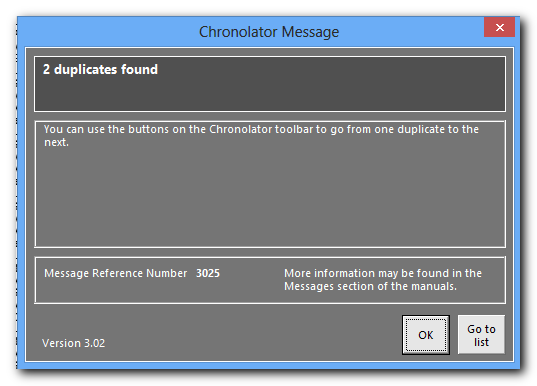 Chronolator Message
2 duplicates found
You can use the buttons on the Chronolator toolbar to go from one duplicate to the
next.
Message Reference Number 3025
More information may be found in the
Messages section of the manuals.
Version 3.02
OK
Go to
list